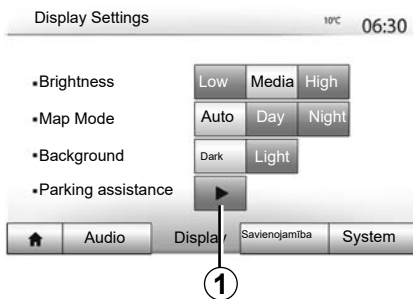 Display Settings 10°C 06:30
▪Brightness Low Media High
▪Map Mode Auto Day Night
▪Background Dark Light
▪Parking assistance
Audio Display Savienojamība System
1